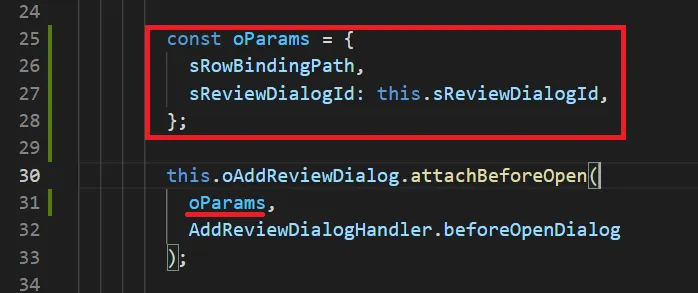 24
25 const oParams = {
26 sRowBindingPath,
27 sReviewDialogId: this.sReviewDialogId,
28 };
29
30 this.oAddReviewDialog.attachBeforeOpen(
31 oParams,
32 AddReviewDialogHandler.beforeOpenDialog
33 );
34